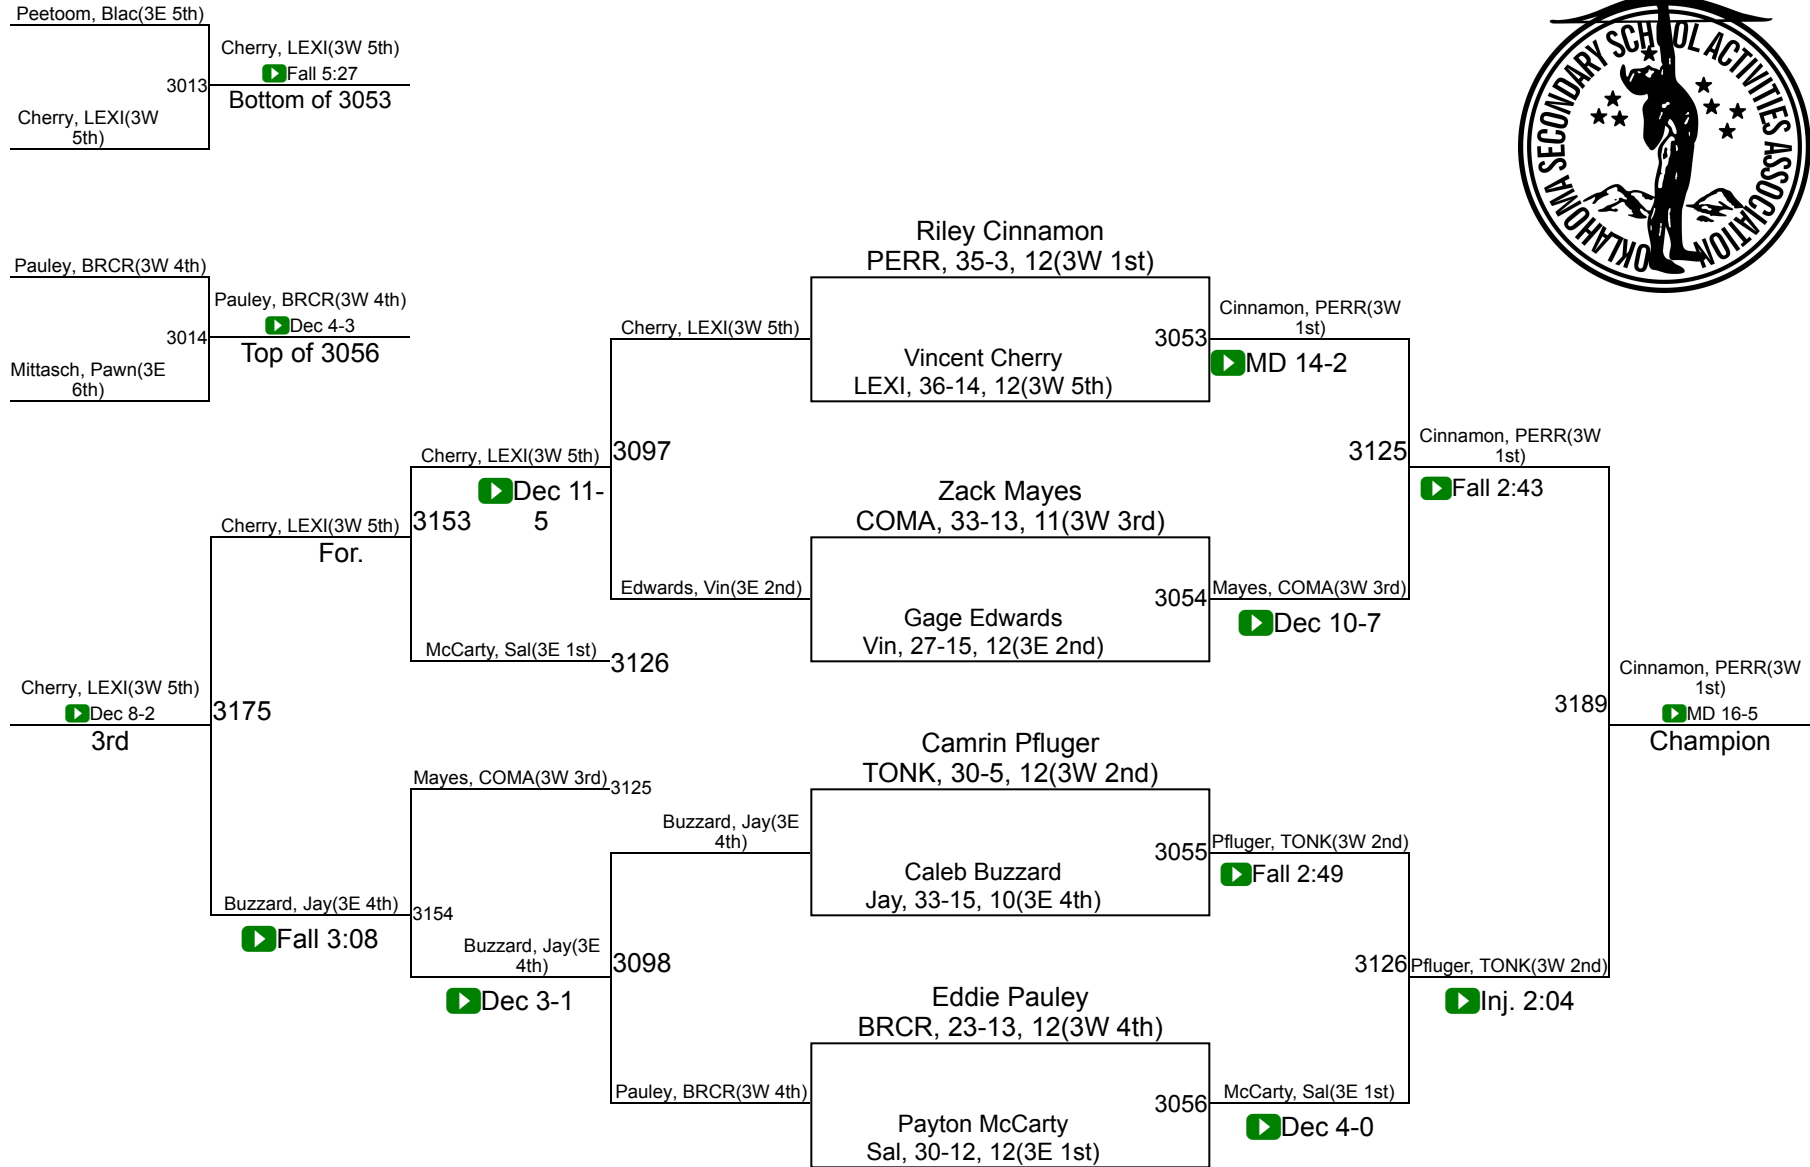 Peetoom, Blac(3E 5th)
Cherry, LEXI(3W 5th)
Fall 5:27
3013
Bottom of 3053
Cherry, LEXI(3W
5th)
OKLAHOMA SECONDARY SCHOOL ACTIVITIES ASSOCIATION
Pauley, BRCR(3W 4th)
Pauley, BRCR(3W 4th)
Dec 4-3
3014
Top of 3056
Mittasch, Pawn(3E
6th)
Riley Cinnamon
PERR, 35-3, 12(3W 1st)
Cherry, LEXI(3W 5th)
3053
Vincent Cherry
LEXI, 36-14, 12(3W 5th)
Cinnamon, PERR(3W
1st)
MD 14-2
Cherry, LEXI(3W 5th)
3097
Dec 11-
5
3125
Cinnamon, PERR(3W
1st)
Fall 2:43
Zack Mayes
COMA, 33-13, 11(3W 3rd)
Cherry, LEXI(3W 5th)
3153
For.
Edwards, Vin(3E 2nd)
3054
Mayes, COMA(3W 3rd)
Gage Edwards
Vin, 27-15, 12(3E 2nd)
Dec 10-7
McCarty, Sal(3E 1st)
3126
Cherry, LEXI(3W 5th)
Dec 8-2
3rd
3175
3189
Cinnamon, PERR(3W
1st)
MD 16-5
Champion
Camrin Pfluger
TONK, 30-5, 12(3W 2nd)
Mayes, COMA(3W 3rd)
3125
Buzzard, Jay(3E
4th)
3055
Pfluger, TONK(3W 2nd)
Caleb Buzzard
Jay, 33-15, 10(3E 4th)
Fall 2:49
Buzzard, Jay(3E 4th)
3154
Fall 3:08
Buzzard, Jay(3E
4th)
3098
Dec 3-1
3126
Pfluger, TONK(3W 2nd)
Inj. 2:04
Eddie Pauley
BRCR, 23-13, 12(3W 4th)
Pauley, BRCR(3W 4th)
3056
McCarty, Sal(3E 1st)
Payton McCarty
Sal, 30-12, 12(3E 1st)
Dec 4-0